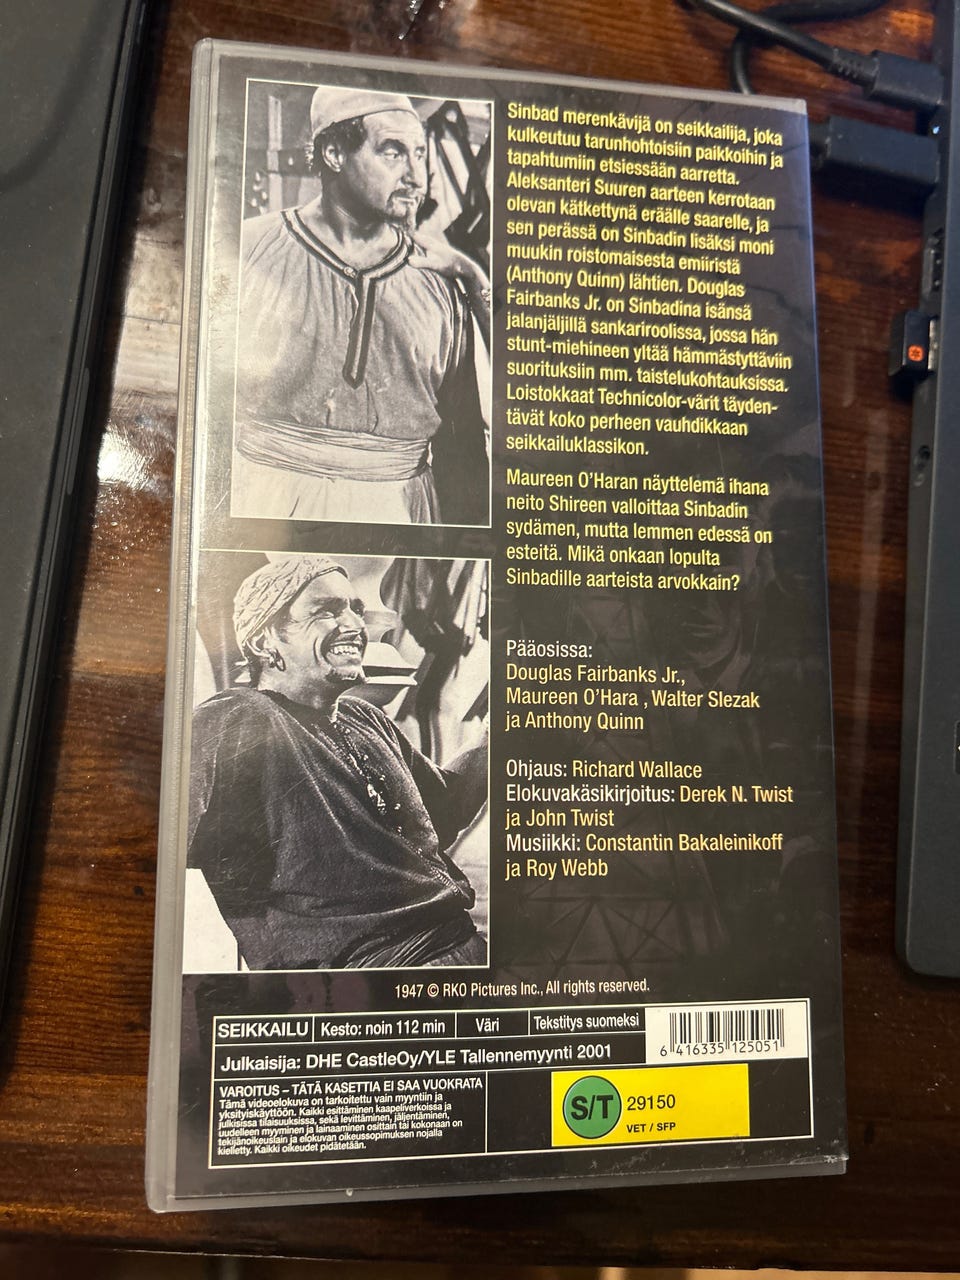 Sinbad merenkävijä on seikkailija, joka
kulkeutuu tarunhohtoisiin paikkoihin ja
tapahtumiin etsiessään aarretta.
Aleksanteri Suuren aarteen kerrotaan
olevan kätkettynä eräälle saarelle, ja
sen perässä on Sinbadin lisäksi moni
muukin roistomaisesta emiiristä
(Anthony Quinn) lähtien. Douglas
Fairbanks Jr. on Sinbadina isänsä
jalanjäljillä sankariroolissa, jossa hän
stunt-miehineen yltää hämmästyttäviin
suorituksiin mm. taistelukohtauksissa.
Loistokkaat Technicolor-värit täyden-
tävät koko perheen vauhdikkaan
seikkailuklassikon.
Maureen O'Haran näyttelemä ihana
neito Shireen valloittaa Sinbadin
sydämen, mutta lemmen edessä on
esteitä. Mikä onkaan lopulta
Sinbadille aarteista arvokkain?
Pääosissa:
Douglas Fairbanks Jr.,
Maureen O'Hara , Walter Slezak
ja Anthony Quinn
Ohjaus: Richard Wallace
Elokuvakäsikirjoitus: Derek N. Twist
ja John Twist
Musiikki: Constantin Bakaleinikoff
ja Roy Webb
1947 © RKO Pictures Inc., All rights reserved.
SEIKKAILU Kesto: noin 112 min Väri Tekstitys suomeksi
6 416335 125051
Julkaisija: DHE CastleOy/YLE Tallennemyynti 2001
VAROITUS – TÄTÄ KASETTIA EI SAA VUOKRATA
Tämä videoelokuva on tarkoitettu vain myyntiin ja
yksityiskäyttöön. Kaikki esittäminen kaapeliverkoissa ja
julkisissa tilaisuuksissa, sekä levittäminen, jäljentäminen,
uudelleen myyminen ja lainaaminen osittain tai kokonaan on
tekijänoikeuslain ja elokuvan oikeussopimuksen nojalla
kielletty. Kaikki oikeudet pidätetään.
S/T 29150
VET / SFP